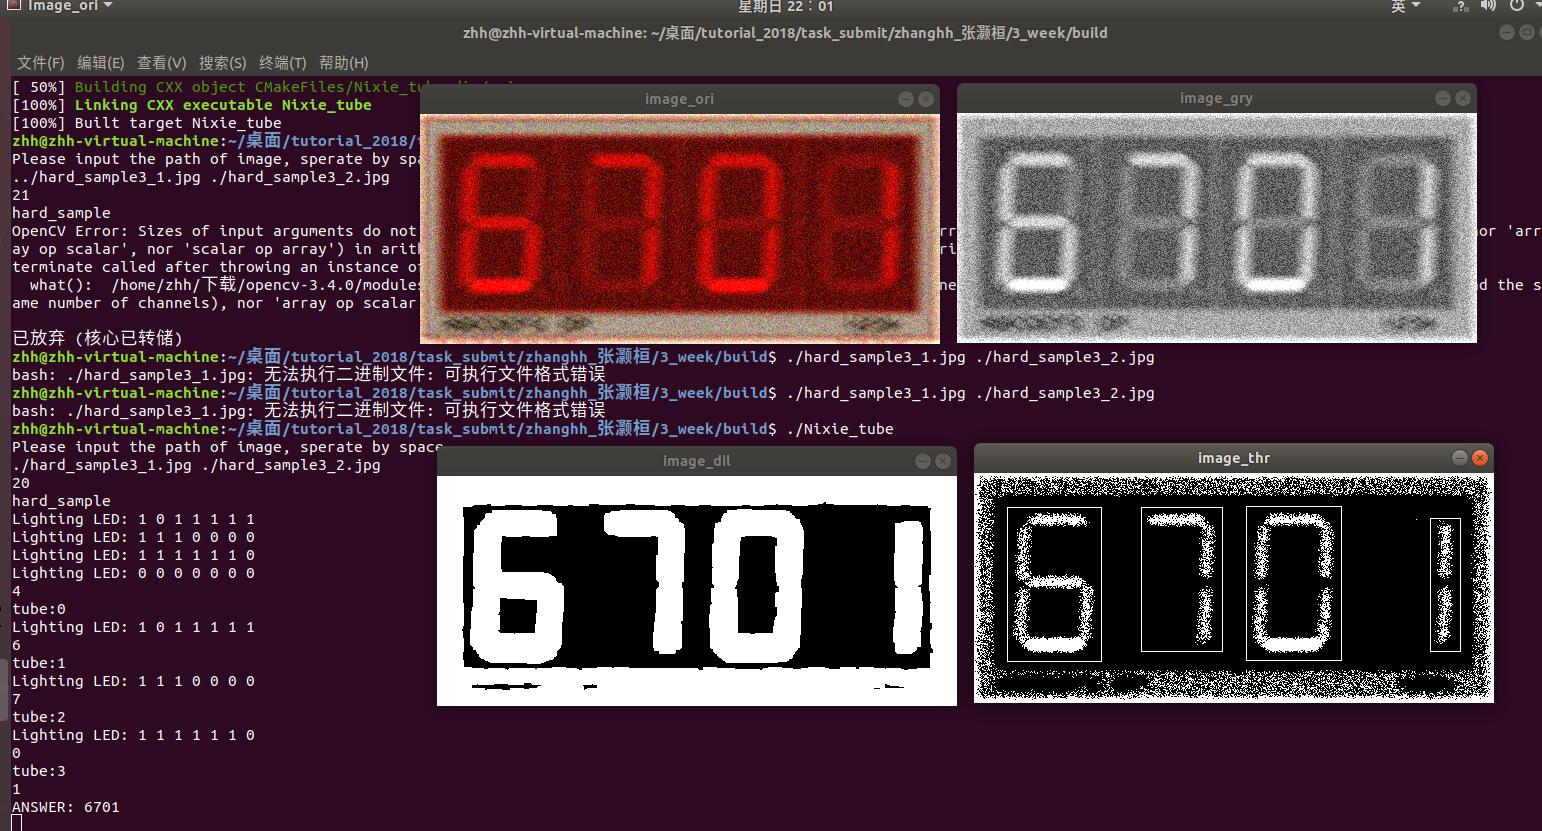 Image_ori
星期日 22：01
英
zhh@zhh-virtual-machine: ~/桌面/tutorial_2018/task_submit/zhanghh_张灏桓/3_week/build
文件(F) 编辑(E) 查看(V) 搜索(S) 终端(T) 帮助(H)
[ 50%] Building CXX object CMakeFiles/Nixie_tube
[100%] Linking CXX executable Nixie_tube
[100%] Built target Nixie_tube
zhh@zhh-virtual-machine:~/桌面/tutorial_2018/
Please input the path of image, sperate by spa
../hard_sample3_1.jpg ./hard_sample3_2.jpg
21
hard_sample
OpenCV Error: Sizes of input arguments do not nor 'arr
ay op scalar', nor 'scalar op array') in arit
terminate called after throwing an instance o
what(): /home/zhh/下载/opencv-3.4.0/modules d the s
ame number of channels), nor 'array op scalar
已放弃 (核心已转储)
zhh@zhh-virtual-machine:~/桌面/tutorial_2018/task_submit/zhanghh_张灏桓/3_week/build$ ./hard_sample3_1.jpg ./hard_sample3_2.jpg
bash: ./hard_sample3_1.jpg: 无法执行二进制文件: 可执行文件格式错误
zhh@zhh-virtual-machine:~/桌面/tutorial_2018/task_submit/zhanghh_张灏桓/3_week/build$ ./hard_sample3_1.jpg ./hard_sample3_2.jpg
bash: ./hard_sample3_1.jpg: 无法执行二进制文件: 可执行文件格式错误
zhh@zhh-virtual-machine:~/桌面/tutorial_2018/task_submit/zhanghh_张灏桓/3_week/build$ ./Nixie_tube
Please input the path of image, sperate by space
./hard_sample3_1.jpg ./hard_sample3_2.jpg
20
hard_sample
Lighting LED: 1 0 1 1 1 1 1
Lighting LED: 1 1 1 0 0 0 0
Lighting LED: 1 1 1 1 1 1 0
Lighting LED: 0 0 0 0 0 0 0
4
tube:0
Lighting LED: 1 0 1 1 1 1 1
6
tube:1
Lighting LED: 1 1 1 0 0 0 0
7
tube:2
Lighting LED: 1 1 1 1 1 1 0
0
tube:3
1
ANSWER: 6701
image_ori
6701
image_gry
6701
image_dil
6701
image_thr
6701